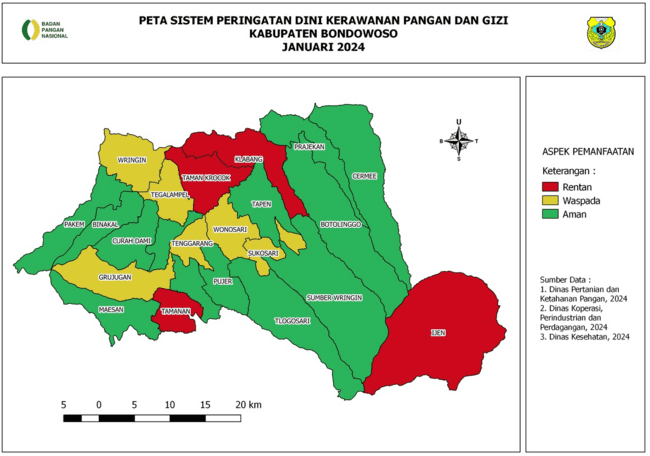 BADAN
PANGAN
NASIONAL
PETA SISTEM PERINGATAN DINI KERAWANAN PANGAN DAN GIZI
KABUPATEN BONDOWOSO
JANUARI 2024
WRINGIN
KLABANG
PRAJEKAN
TAMAN KROCOK
CERMEE
TEGALAMPEL
TAPEN
PAKEM
BINAKAL
BOTOLINGGO
WONOSARI
CURAH DAMI
TENGGARANG
SUKOSARI
GRUJUGAN
PUJER
SUMBER WRINGIN
MAESAN
TAMANAN
TLOGOSARI
IJEN
U
B
T
S
5 0 5 10 15 20 km
ASPEK PEMANFAATAN
Keterangan :
Rentan
Waspada
Aman
Sumber Data :
1. Dinas Pertanian dan
Ketahanan Pangan, 2024
2. Dinas Koperasi,
Perindustrian dan
Perdagangan, 2024
3. Dinas Kesehatan, 2024